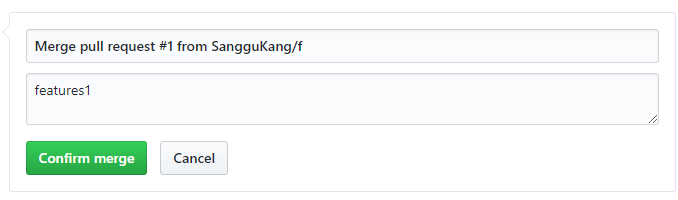 Merge pull request #1 from SangguKang/f
features1
Confirm merge
Cancel